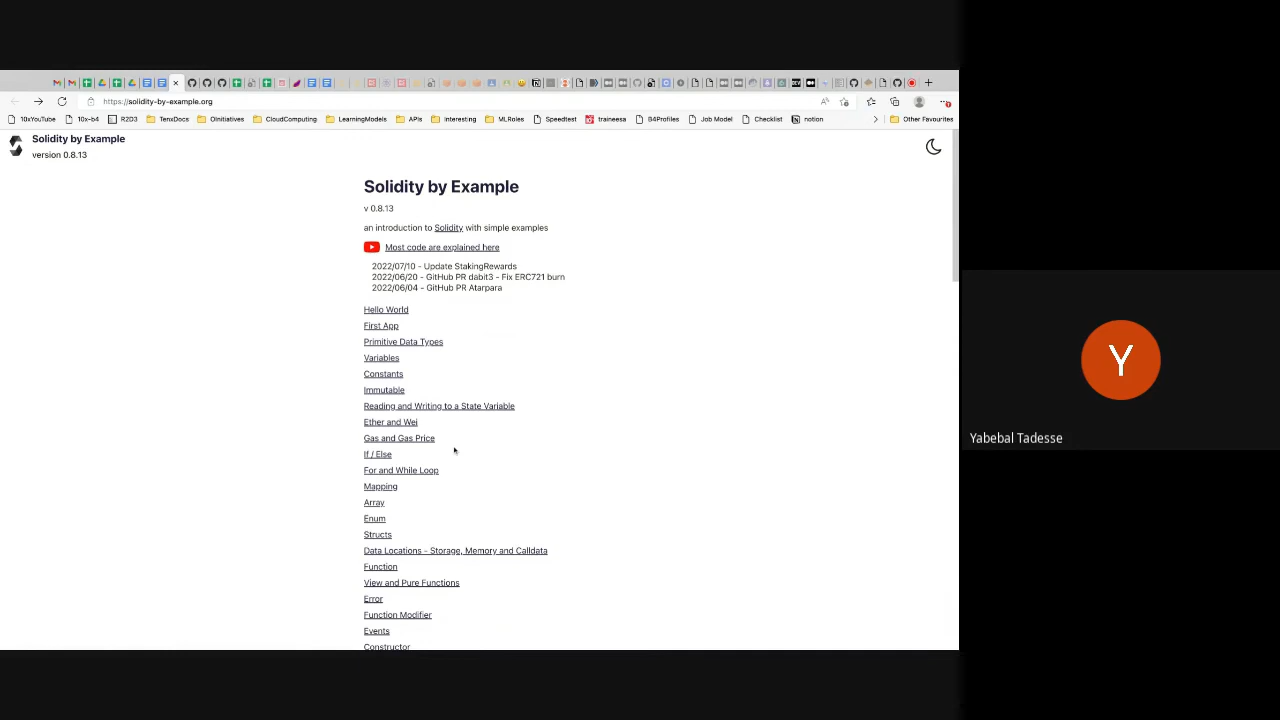 https://solidity-by-example.org
10xYouTube
10x-b4
R2D3
TenxDocs
OInitiatives
CloudComputing
LearningModels
APIs
Interesting
MLRoles
Speedtest
traineesa
B4Profiles
Job Model
Checklist
notion
Other Favourites
Solidity by Example
version 0.8.13
Solidity by Example
v 0.8.13
an introduction to Solidity with simple examples
Most code are explained here
2022/07/10 - Update StakingRewards
2022/06/20 - GitHub PR dabit3 - Fix ERC721 burn
2022/06/04 - GitHub PR Atarpara
Hello World
First App
Primitive Data Types
Variables
Constants
Immutable
Reading and Writing to a State Variable
Ether and Wei
Gas and Gas Price
If / Else
For and While Loop
Mapping
Array
Enum
Structs
Data Locations - Storage, Memory and Calldata
Function
View and Pure Functions
Error
Function Modifier
Events
Constructor
Y
Yabebal Tadesse